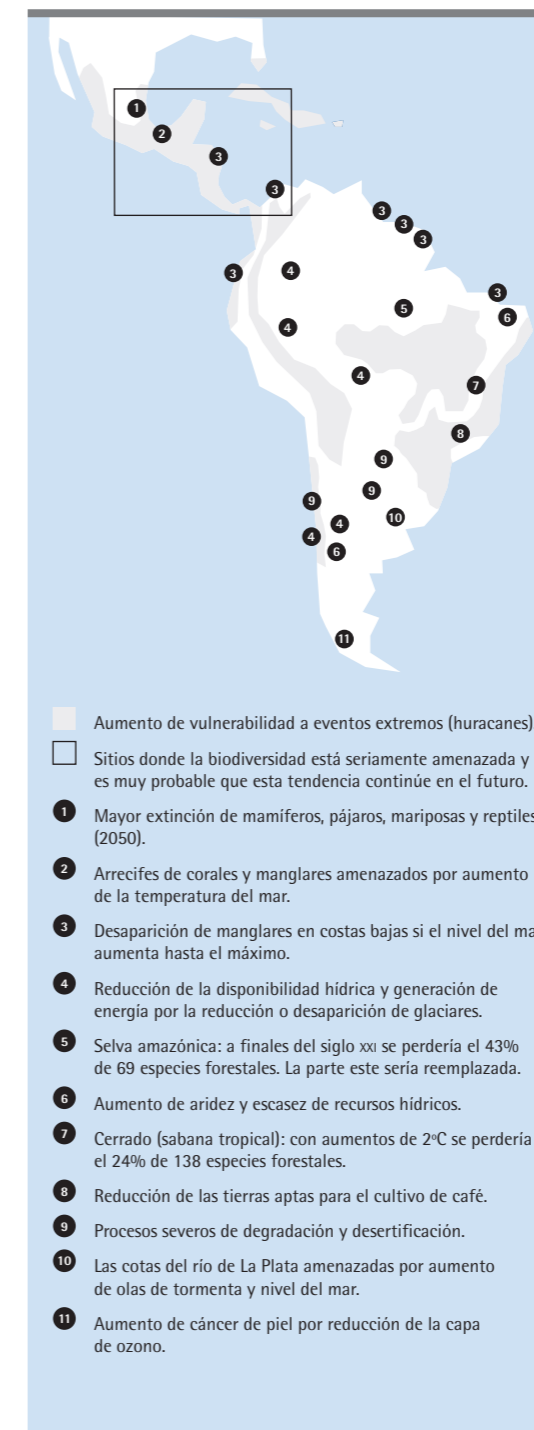 1
2
3
3
3
3
3
3
4
3
5
6
4
4
7
8
9
9
9
10
4
4
6
11
Aumento de vulnerabilidad a eventos extremos (huracanes)
Sitios donde la biodiversidad está seriamente amenazada y
es muy probable que esta tendencia continúe en el futuro.
1 Mayor extinción de mamíferos, pájaros, mariposas y reptiles
(2050).
2 Arrecifes de corales y manglares amenazados por aumento
de la temperatura del mar.
3 Desaparición de manglares en costas bajas si el nivel del ma
aumenta hasta el máximo.
4 Reducción de la disponibilidad hídrica y generación de
energía por la reducción o desaparición de glaciares.
5 Selva amazónica: a finales del siglo XXI se perdería el 43%
de 69 especies forestales. La parte este sería reemplazada.
6 Aumento de aridez y escasez de recursos hídricos.
7 Cerrado (sabana tropical): con aumentos de 2ºC se perdería
el 24% de 138 especies forestales.
8 Reducción de las tierras aptas para el cultivo de café.
9 Procesos severos de degradación y desertificación.
10 Las cotas del río de La Plata amenazadas por aumento
de olas de tormenta y nivel del mar.
11 Aumento de cáncer de piel por reducción de la capa
de ozono.